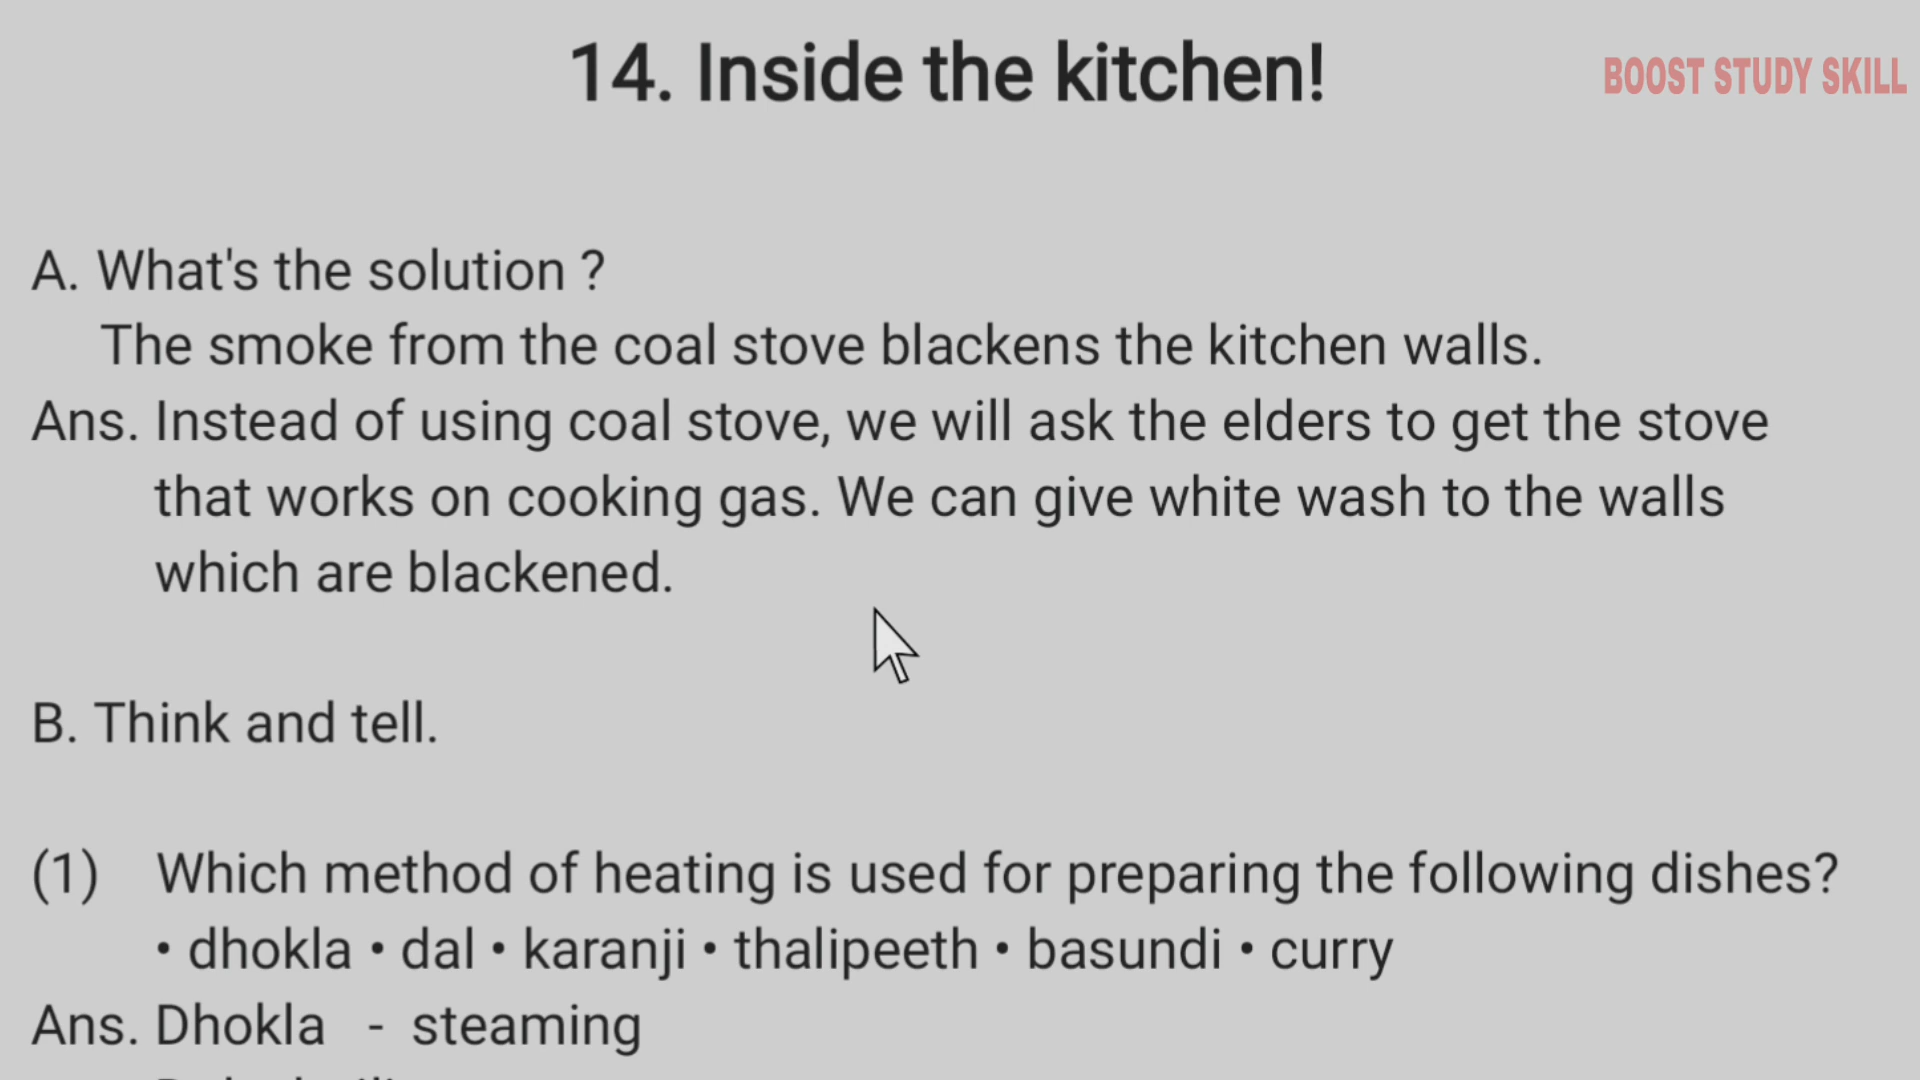 14. Inside the kitchen!
BOOST STUDY SKILL
A. What's the solution ?
The smoke from the coal stove blackens the kitchen walls.
Ans. Instead of using coal stove, we will ask the elders to get the stove
that works on cooking gas. We can give white wash to the walls
which are blackened.
B. Think and tell.
(1) Which method of heating is used for preparing the following dishes?
• dhokla • dal • karanji • thalipeeth • basundi • curry
Ans. Dhokla - steaming